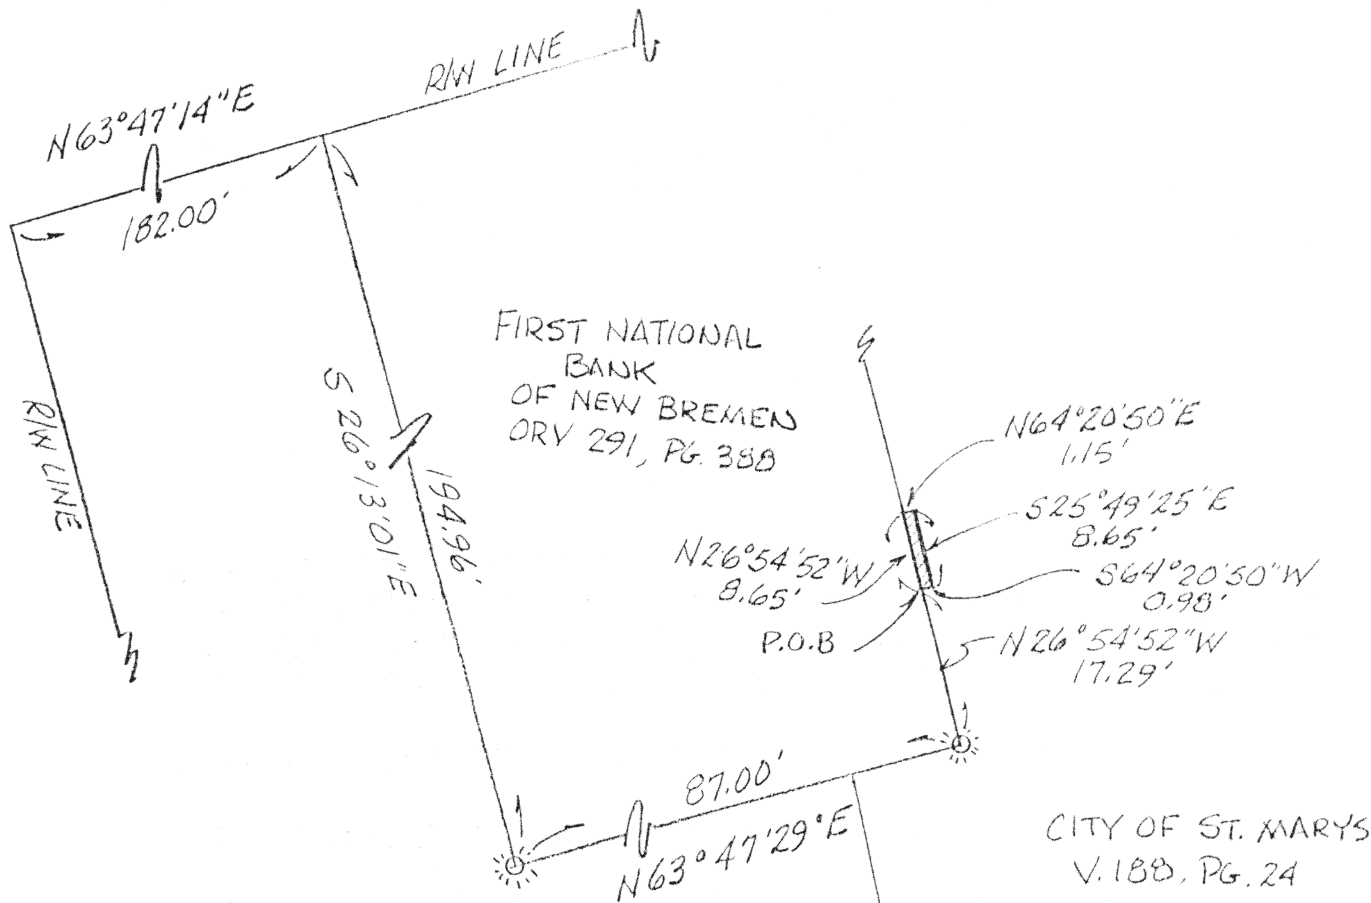 R/W LINE
N63°47'14"E
182.00'
FIRST NATIONAL
BANK
OF NEW BREMEN
ORV 291, PG. 388
R/W LINE
S 26°13'01"E
194.96'
N64°20'50"E
1.15'
S25°49'25"E
8.65'
N26°54'52"W
8.65'
S64°20'50"W
0.98'
P.O.B
N26°54'52"W
17.29'
87.00'
N63°47'29"E
CITY OF ST. MARYS
V.188, PG. 24